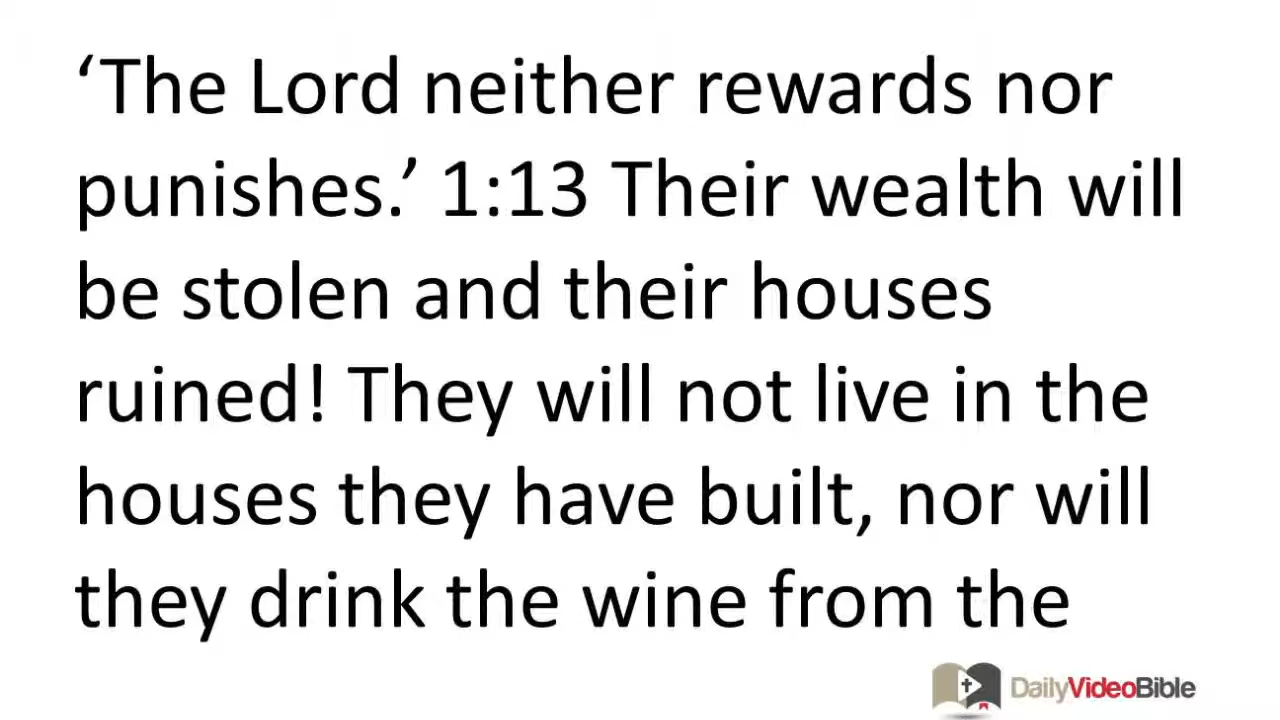 ‘The Lord neither rewards nor
punishes.’ 1:13 Their wealth will
be stolen and their houses
ruined! They will not live in the
houses they have built, nor will
they drink the wine from the
DailyVideoBible